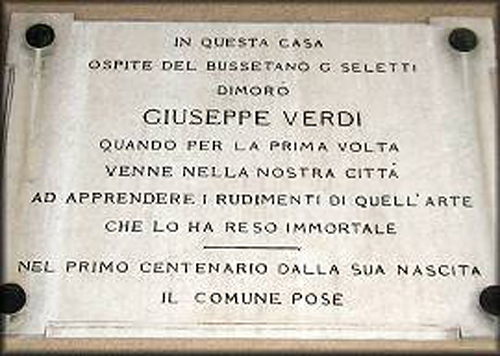 IN QUESTA CASA
OSPITE DEL BUSSETANO G SELETTI
DIMORÒ
GIUSEPPE VERDI
QUANDO PER LA PRIMA VOLTA
VENNE NELLA NOSTRA CITTÀ
AD APPRENDERE I RUDIMENTI DI QUELL'ARTE
CHE LO HA RESO IMMORTALE
NEL PRIMO CENTENARIO DALLA SUA NASCITA
IL COMUNE POSE